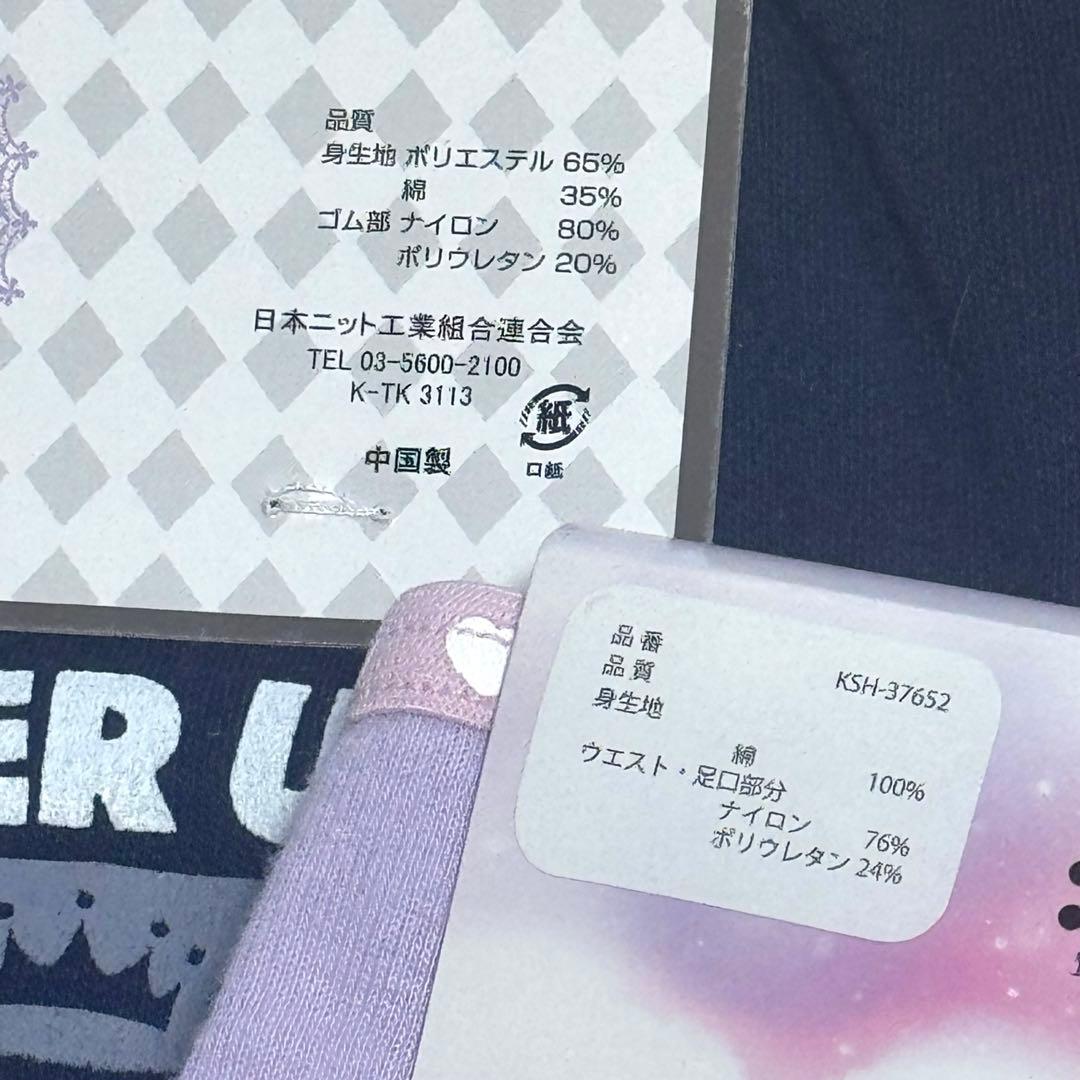 品質
身生地 ポリエステル 65%
綿 35%
ゴム部 ナイロン 80%
ポリウレタン 20%
日本ニット工業組合連合会
TEL 03-5600-2100
K-TK 3113
紙
中国製
口紙
ER U
品番 KSH-37652
品質
身生地
綿 100%
ウエスト・足口部分
ナイロン 76%
ポリウレタン 24%